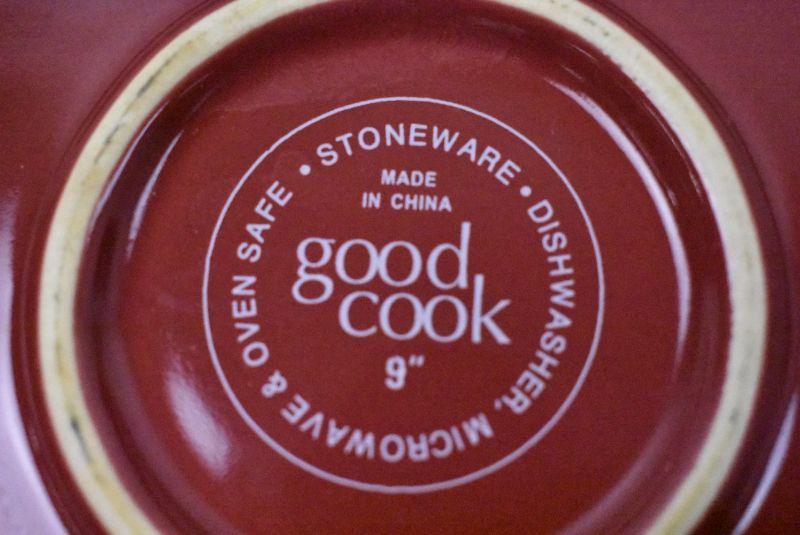 • STONEWARE • DISHWASHER, MICROWAVE & OVEN SAFE
MADE
IN CHINA
good
cook
9"